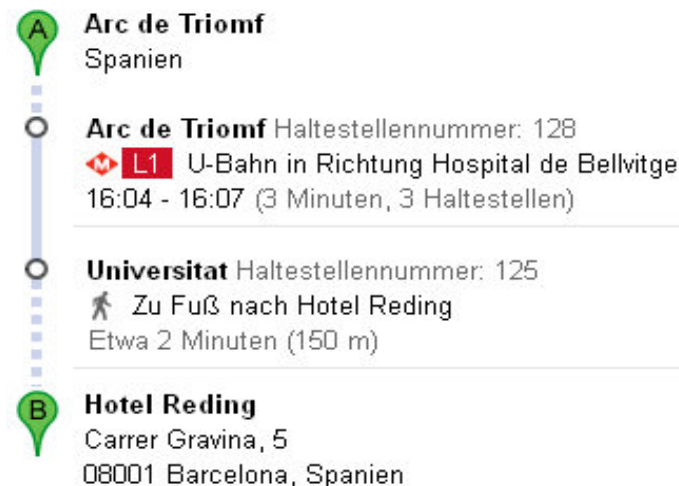 A
Arc de Triomf
Spanien
Arc de Triomf Haltestellennummer: 128
M L1 U-Bahn in Richtung Hospital de Bellvitge
16:04 - 16:07 (3 Minuten, 3 Haltestellen)
Universitat Haltestellennummer: 125
Zu Fuß nach Hotel Reding
Etwa 2 Minuten (150 m)
B
Hotel Reding
Carrer Gravina, 5
08001 Barcelona, Spanien